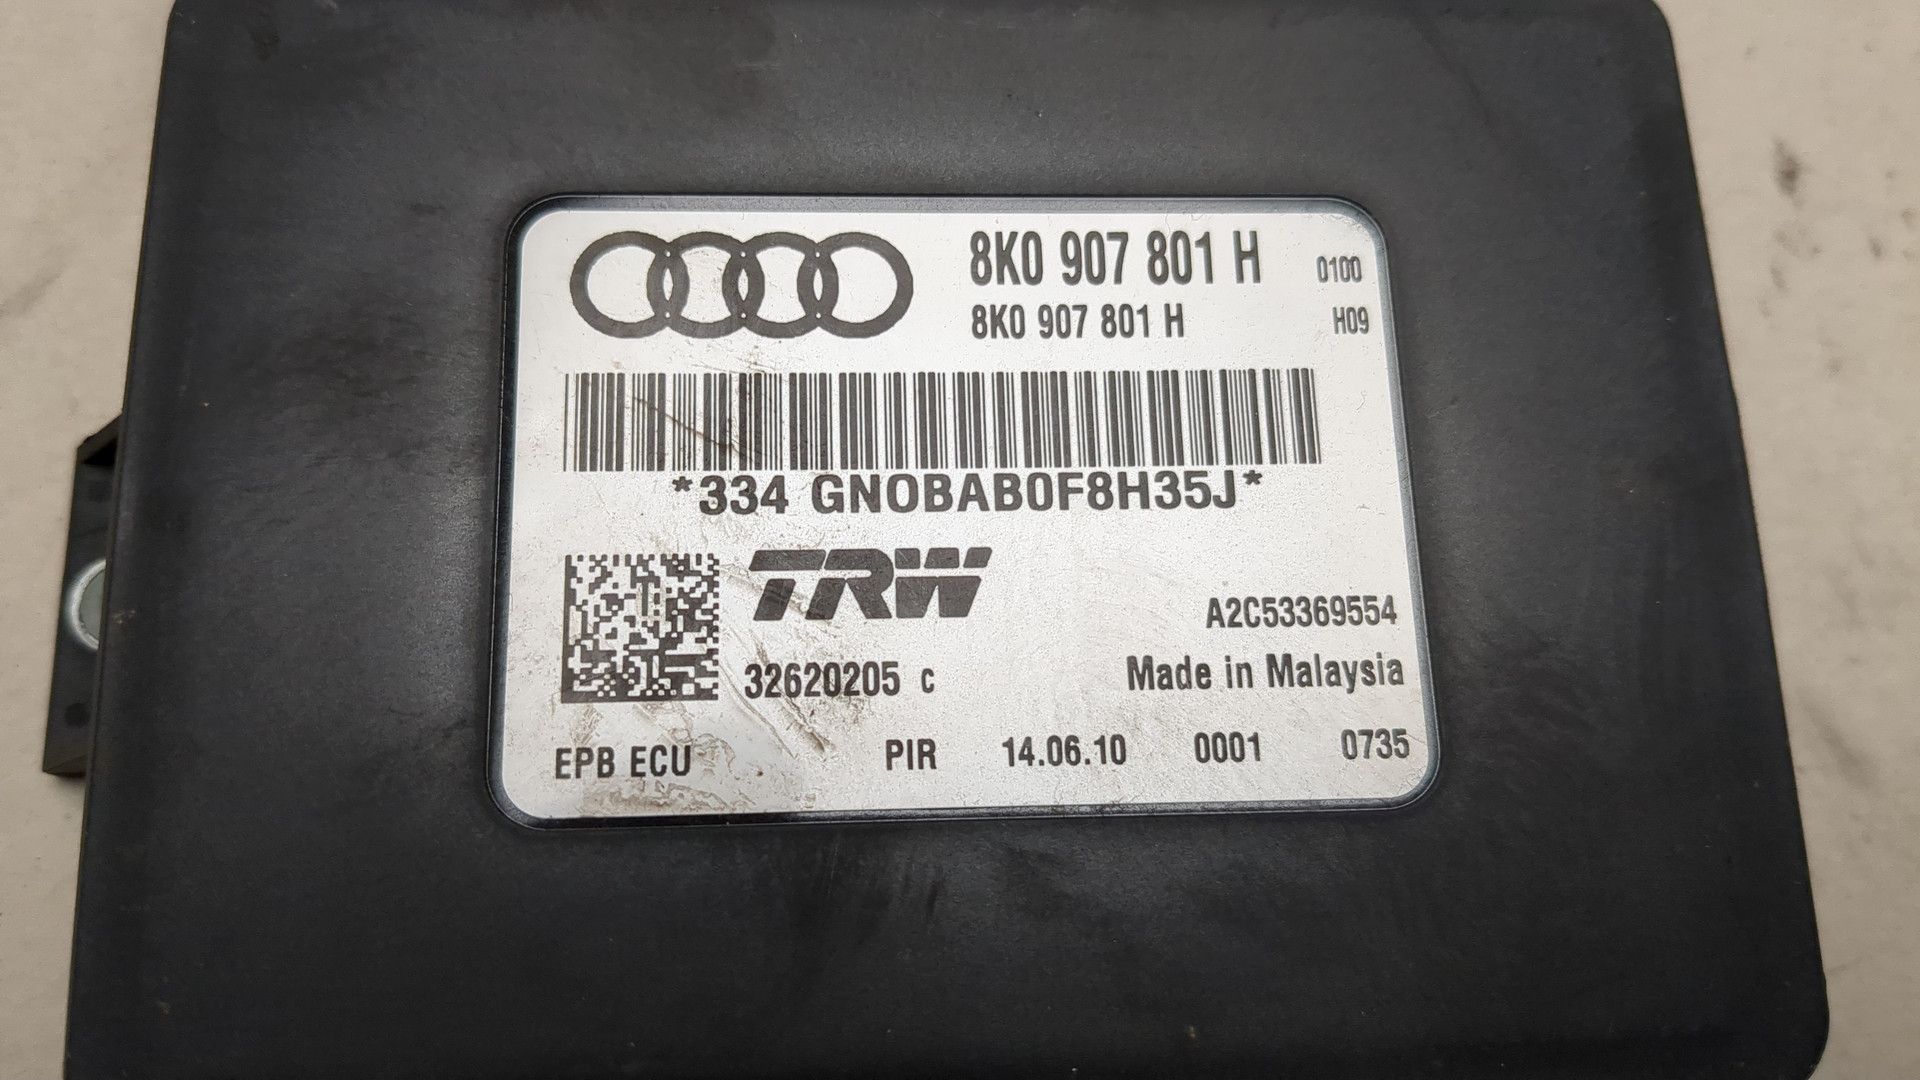 8K0 907 801 H 0100
8K0 907 801 H H09
*334 GNOBAB0F8H35J*
TRW
A2C53369554
32620205 C
Made in Malaysia
EPB ECU PIR 14.06.10 0001 0735